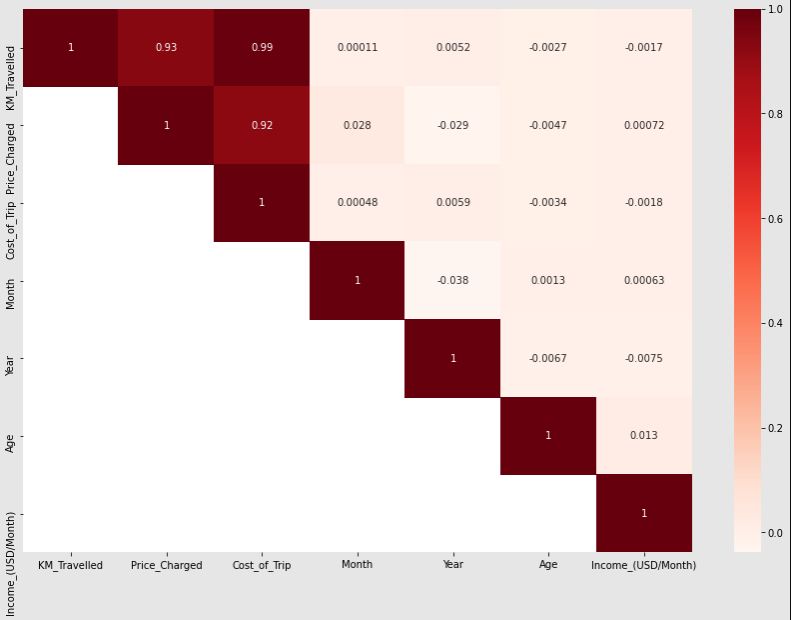 KM_Travelled 1 0.93 0.99 0.00011 0.0052 -0.0027 -0.0017
Price_Charged 1 0.92 0.028 -0.029 -0.0047 0.00072
Cost_of_Trip 1 0.00048 0.0059 -0.0034 -0.0018
Month 1 -0.038 0.0013 0.00063
Year 1 -0.0067 -0.0075
Age 1 0.013
Income_(USD/Month) 1
KM_Travelled Price_Charged Cost_of_Trip Month Year Age Income_(USD/Month)
1.0
0.8
0.6
0.4
0.2
0.0